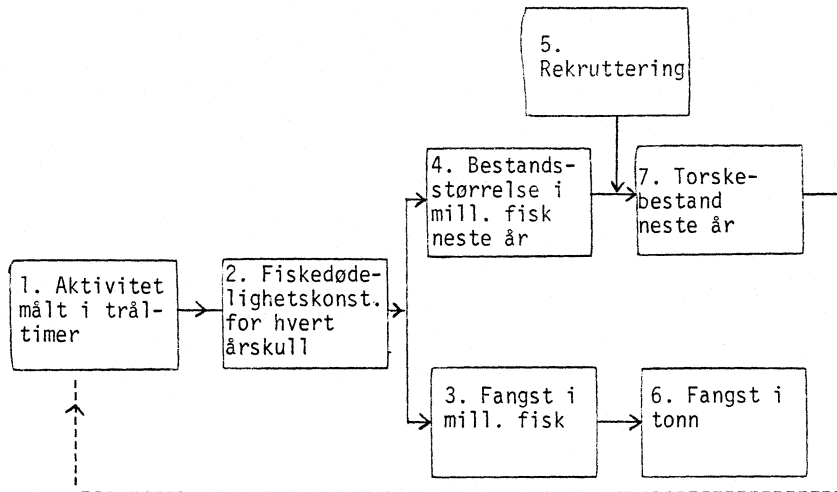 5.
Rekruttering
4. Bestands-
størrelse i
mill. fisk
neste år
7. Torske-
bestand
neste år
1. Aktivitet
målt i trål-
timer
2. Fiskedøde-
lighetskonst.
for hvert
årskull
3. Fangst i
mill. fisk
6. Fangst i
tonn